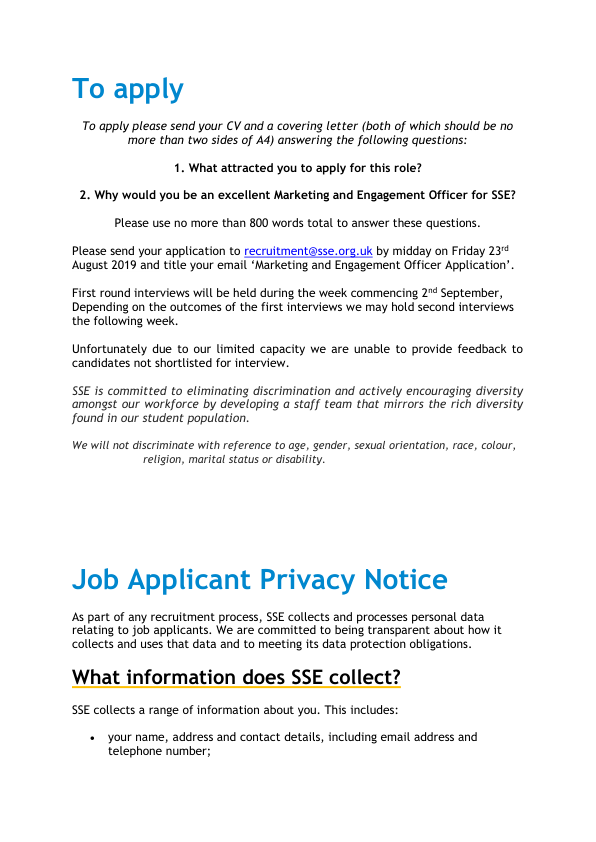 To apply
To apply please send your CV and a covering letter (both of which should be no
more than two sides of A4) answering the following questions:
1. What attracted you to apply for this role?
2. Why would you be an excellent Marketing and Engagement Officer for SSE?
Please use no more than 800 words total to answer these questions.
Please send your application to recruitment@sse.org.uk by midday on Friday 23rd
August 2019 and title your email ‘Marketing and Engagement Officer Application’.
First round interviews will be held during the week commencing 2nd September,
Depending on the outcomes of the first interviews we may hold second interviews
the following week.
Unfortunately due to our limited capacity we are unable to provide feedback to
candidates not shortlisted for interview.
SSE is committed to eliminating discrimination and actively encouraging diversity
amongst our workforce by developing a staff team that mirrors the rich diversity
found in our student population.
We will not discriminate with reference to age, gender, sexual orientation, race, colour,
religion, marital status or disability.
Job Applicant Privacy Notice
As part of any recruitment process, SSE collects and processes personal data
relating to job applicants. We are committed to being transparent about how it
collects and uses that data and to meeting its data protection obligations.
What information does SSE collect?
SSE collects a range of information about you. This includes:
• your name, address and contact details, including email address and
telephone number;